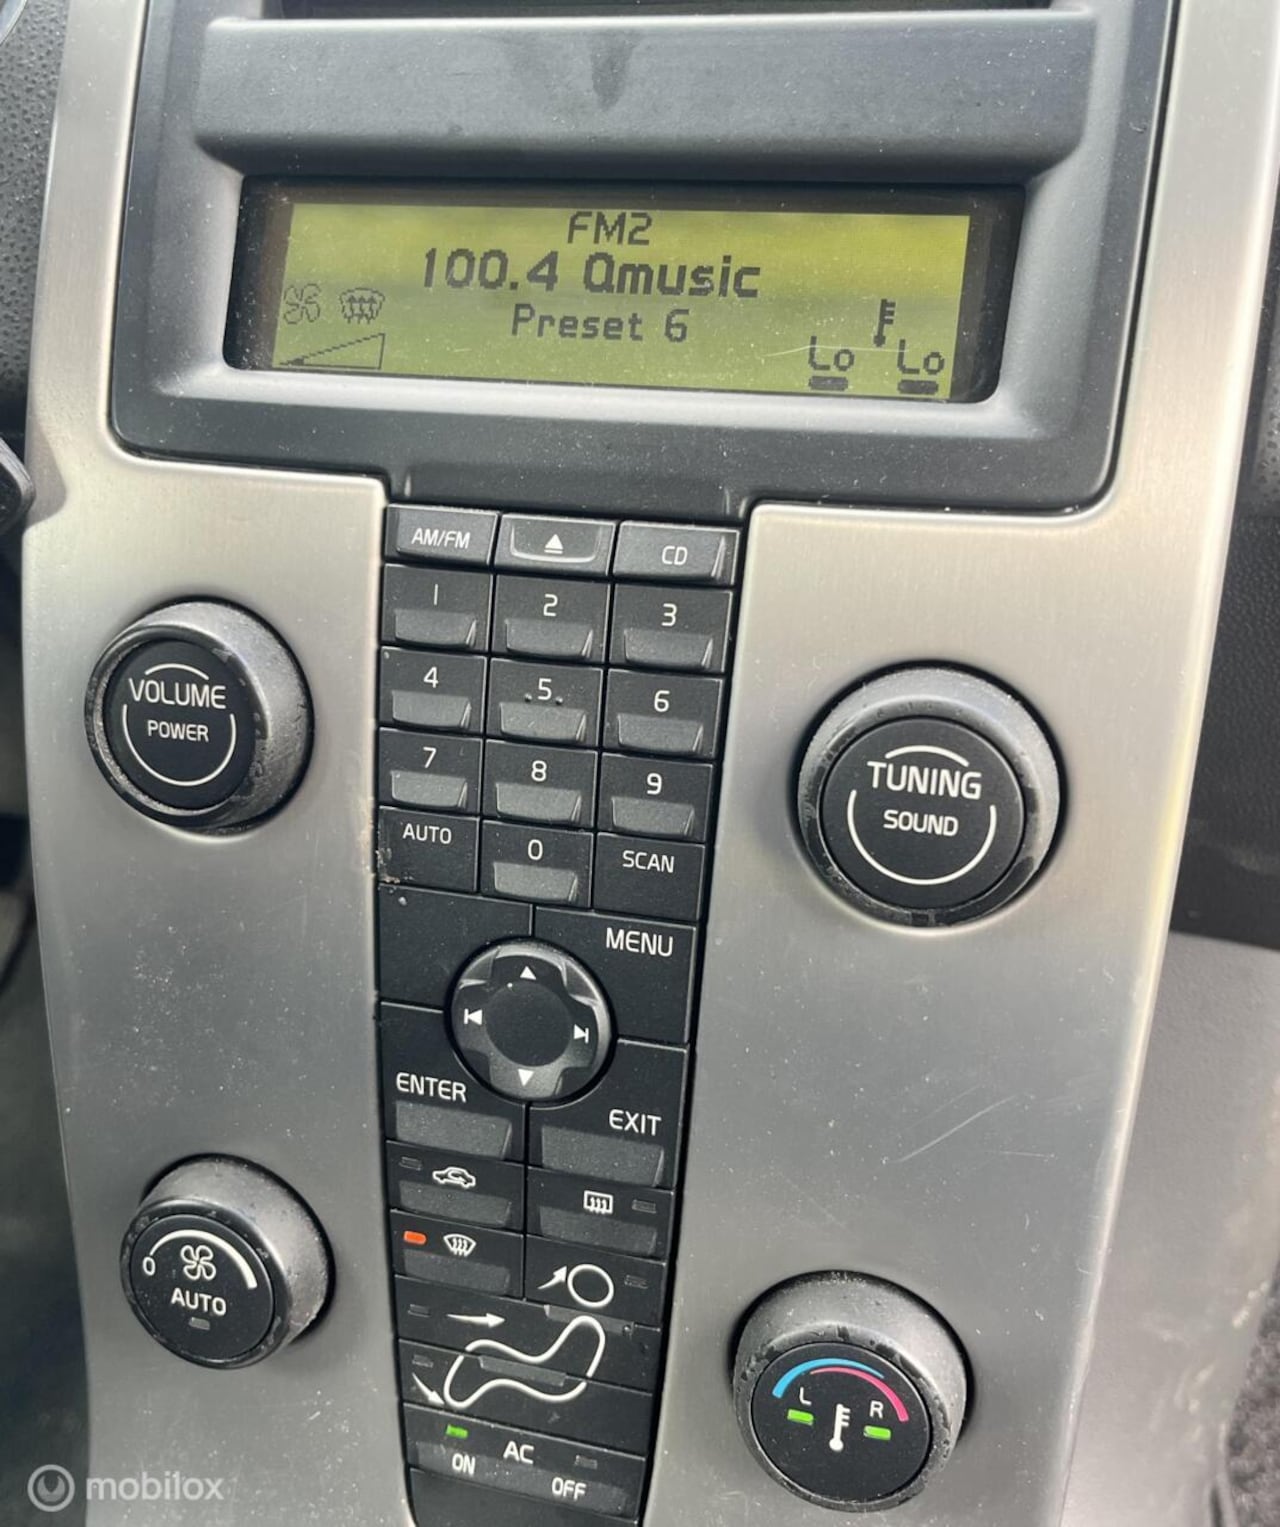 FM2
100.4 Qmusic
Preset 6
Lo Lo
AM/FM CD
1 2 3
4 5 6
7 8 9
AUTO 0 SCAN
VOLUME
POWER
TUNING
SOUND
MENU
ENTER
EXIT
0
AUTO
L R
AC
ON OFF
mobilox